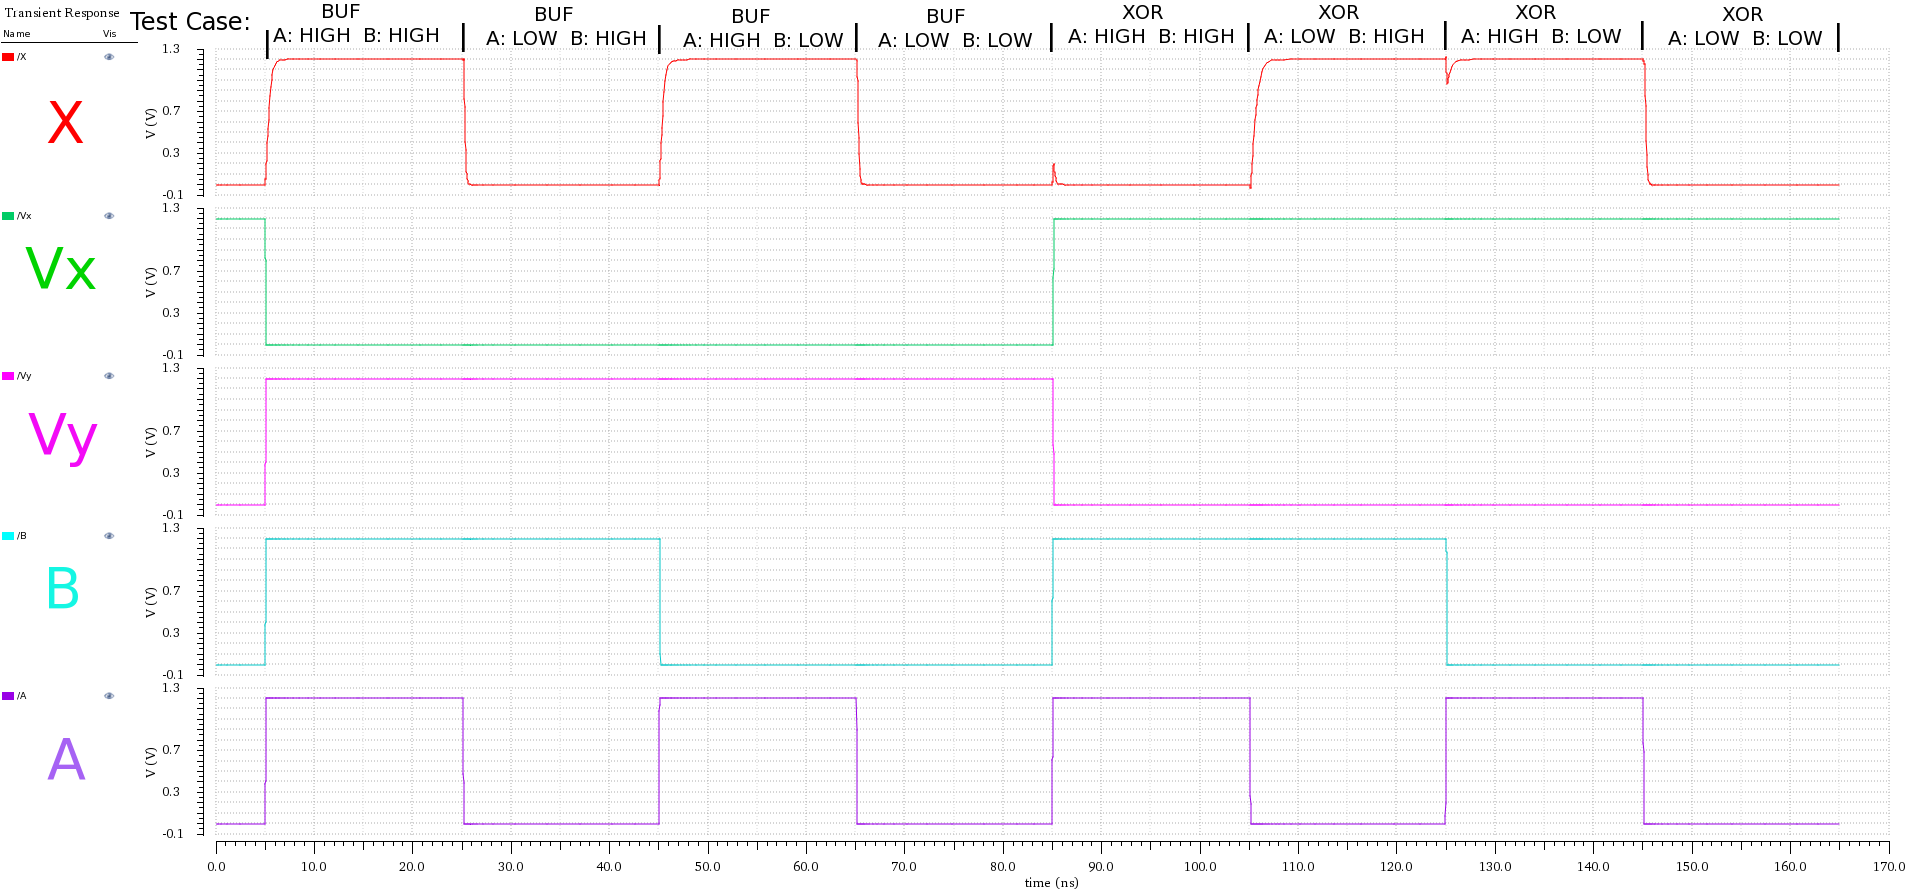 Transient Response
Name Vis
Test Case:
BUF BUF BUF BUF XOR XOR XOR XOR
A: HIGH B: HIGH A: LOW B: HIGH A: HIGH B: LOW A: LOW B: LOW A: HIGH B: HIGH A: LOW B: HIGH A: HIGH B: LOW A: LOW B: LOW
/X
X
1.3
0.7
0.3
-0.1
V (V)
/Vx
Vx
1.3
0.7
0.3
-0.1
V (V)
/Vy
Vy
1.3
0.7
0.3
-0.1
V (V)
/B
B
1.3
0.7
0.3
-0.1
V (V)
/A
A
1.3
0.7
0.3
-0.1
V (V)
0.0 10.0 20.0 30.0 40.0 50.0 60.0 70.0 80.0 90.0 100.0 110.0 120.0 130.0 140.0 150.0 160.0 170.0
time (ns)